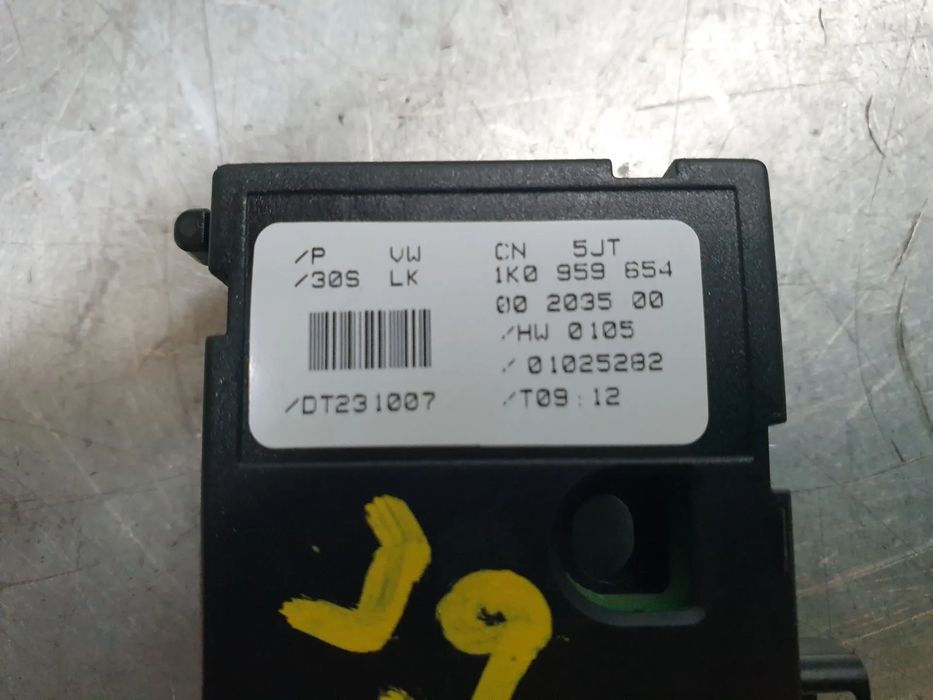 /P VW CN 5JT
/30S LK 1K0 959 654
00 2035 00
/HW 0105
/ 01025282
/DT231007 /T09:12